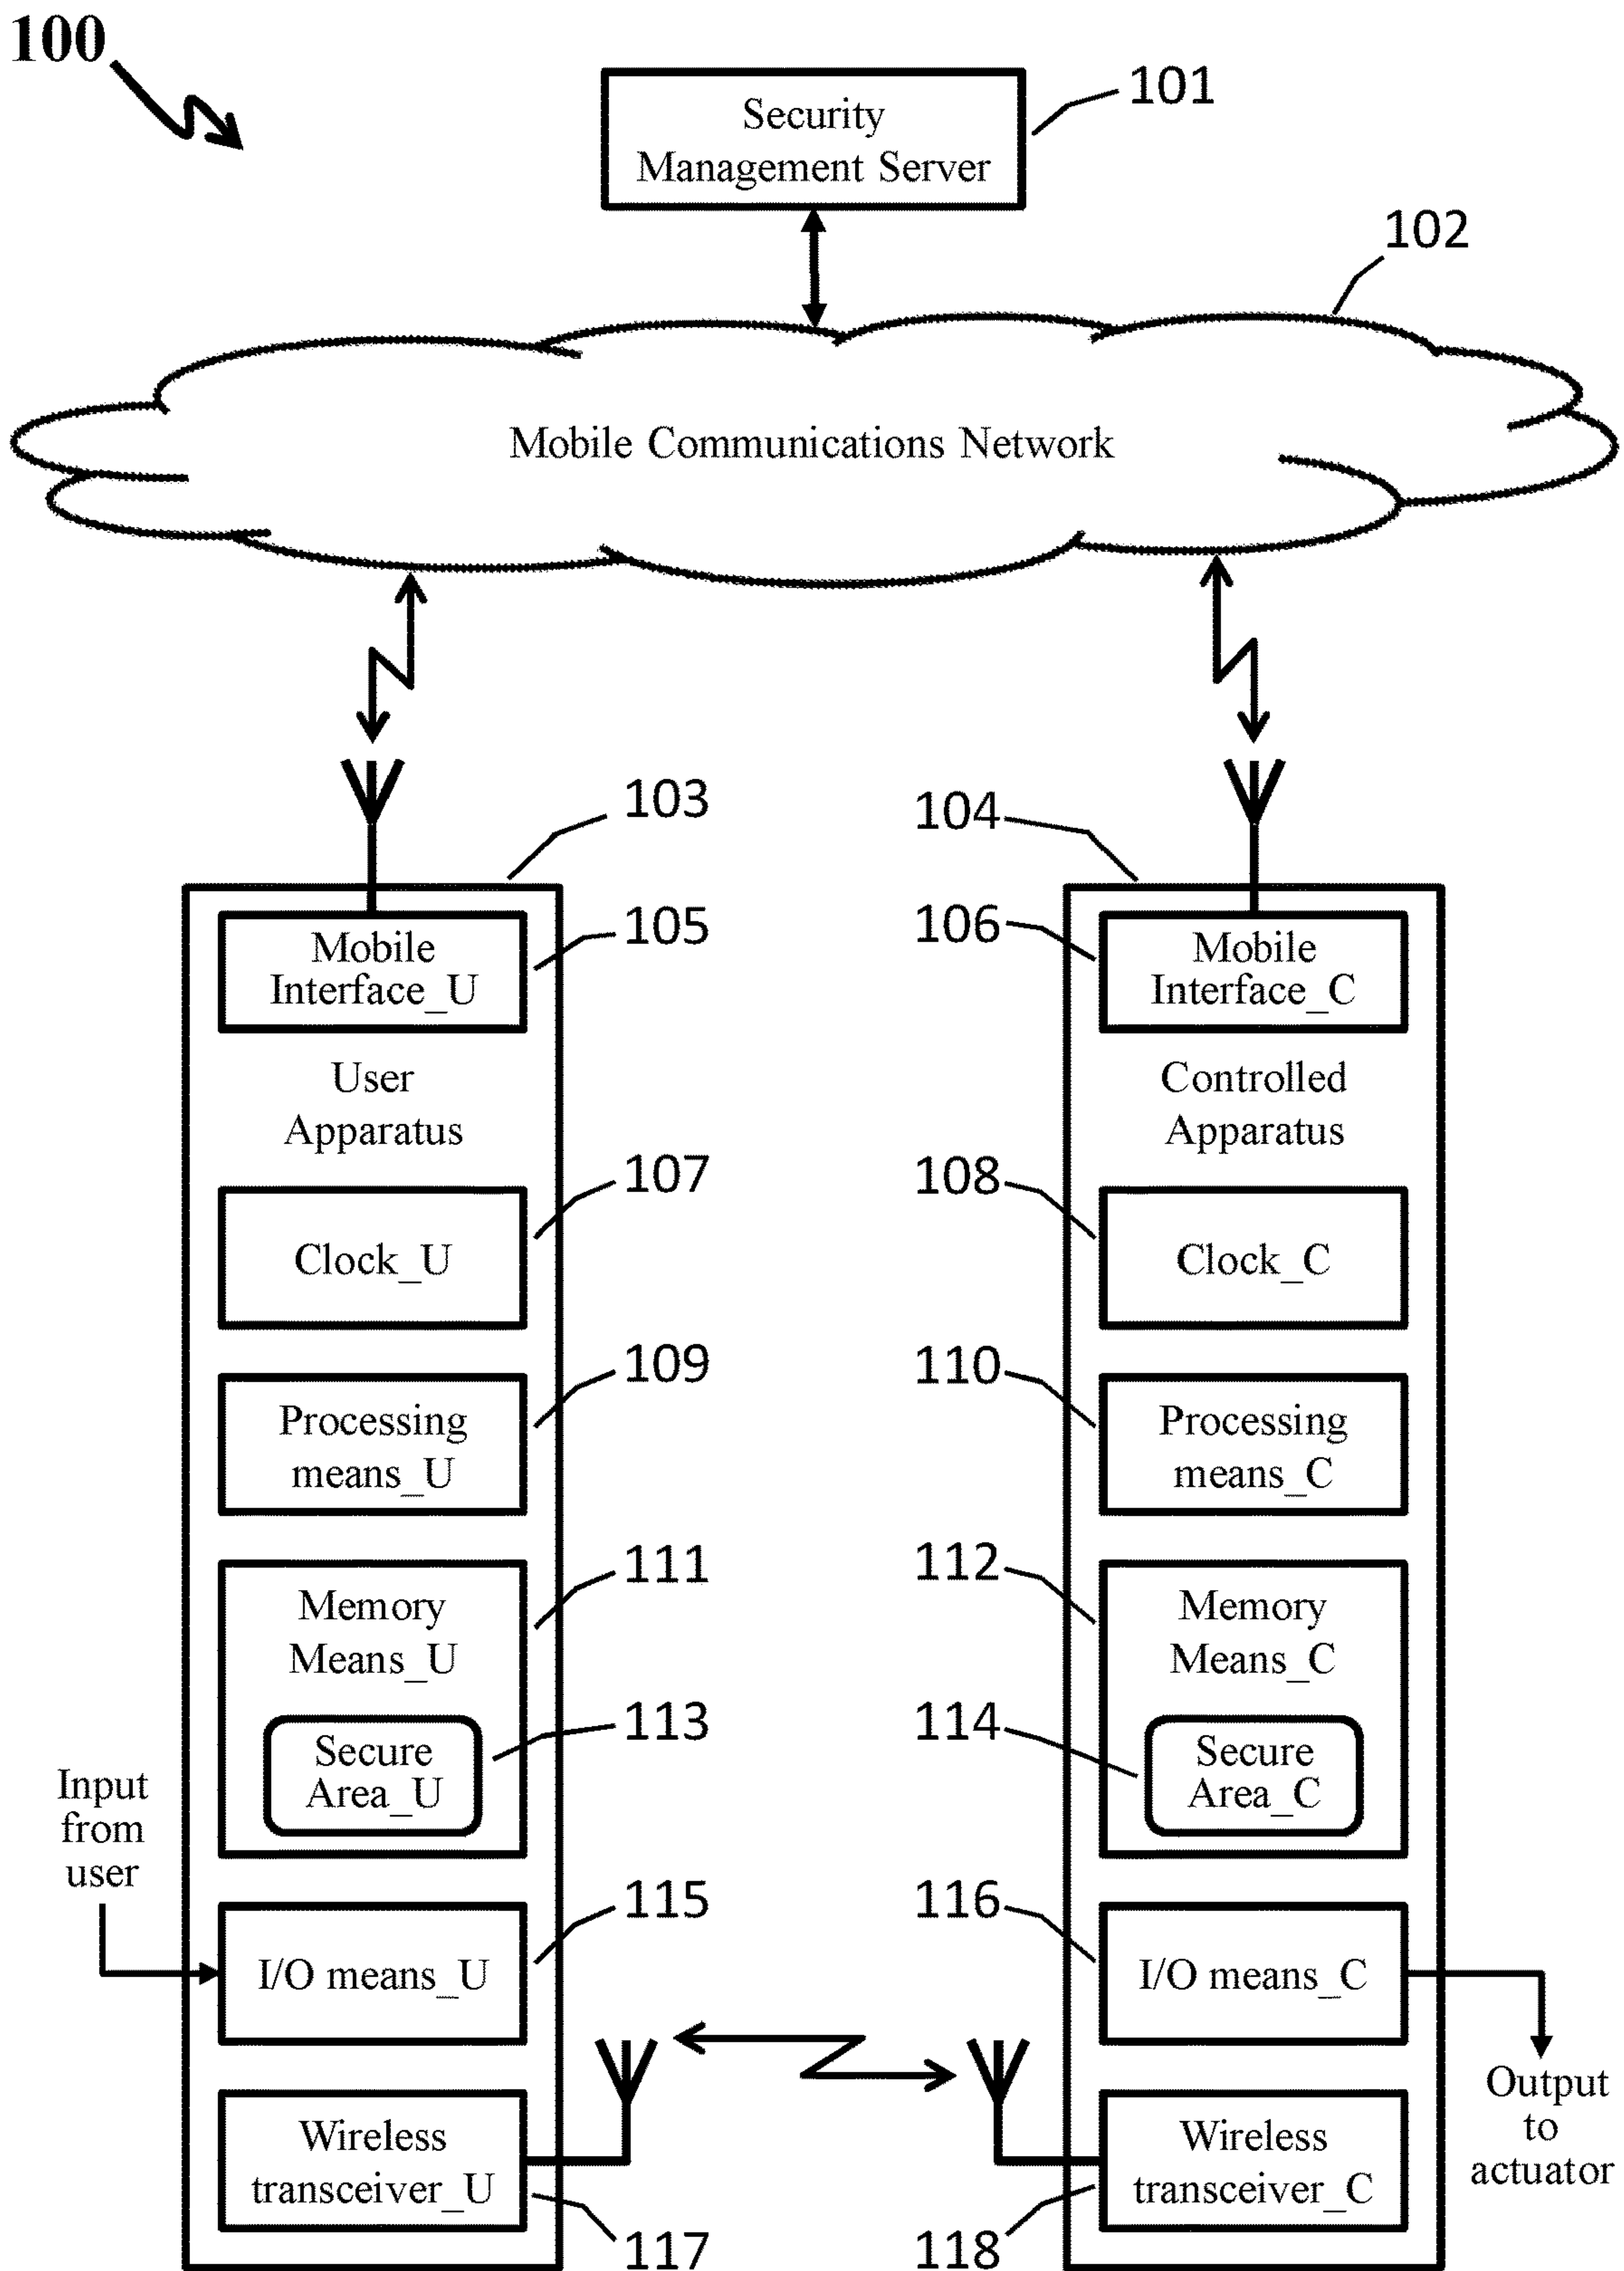 100
Security
Management Server
101
102
Mobile Communications Network
103
104
Mobile
Interface_U
105
106
Mobile
Interface_C
User
Apparatus
Controlled
Apparatus
107
108
Clock_U
Clock_C
109
110
Processing
means_U
Processing
means_C
111
112
Memory
Means_U
Memory
Means_C
113
114
Secure
Area_U
Secure
Area_C
Input
from
user
115
116
I/O means_U
I/O means_C
Output
to
actuator
Wireless
transceiver_U
Wireless
transceiver_C
117
118